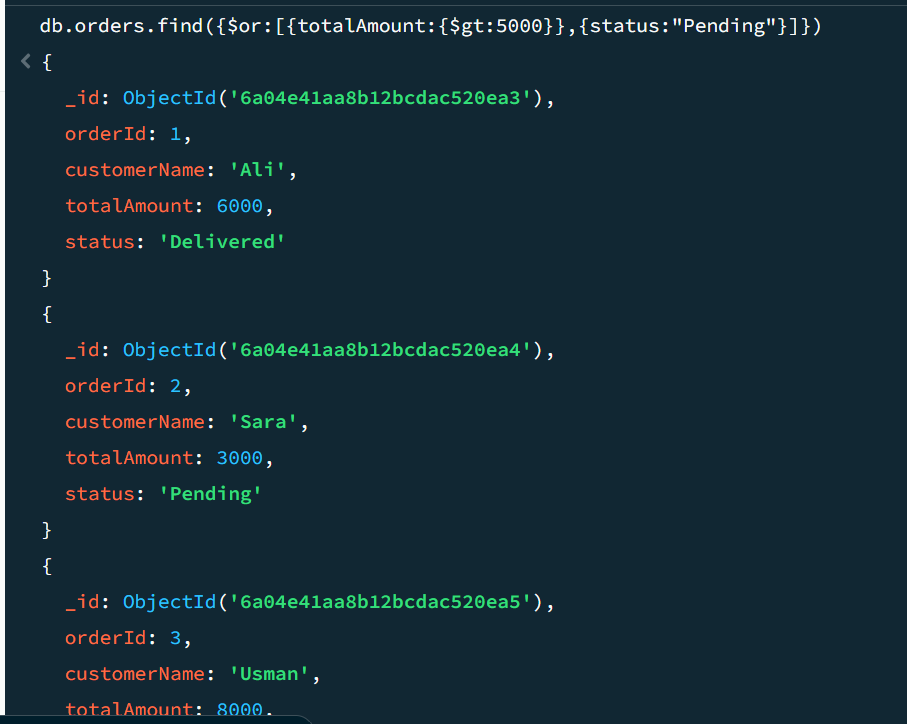 db.orders.find({$or:[{totalAmount:{$gt:5000}},{status:"Pending"}]})
{
_id: ObjectId('6a04e41aa8b12bcdac520ea3'),
orderId: 1,
customerName: 'Ali',
totalAmount: 6000,
status: 'Delivered'
}
{
_id: ObjectId('6a04e41aa8b12bcdac520ea4'),
orderId: 2,
customerName: 'Sara',
totalAmount: 3000,
status: 'Pending'
}
{
_id: ObjectId('6a04e41aa8b12bcdac520ea5'),
orderId: 3,
customerName: 'Usman',
totalAmount: 8000,